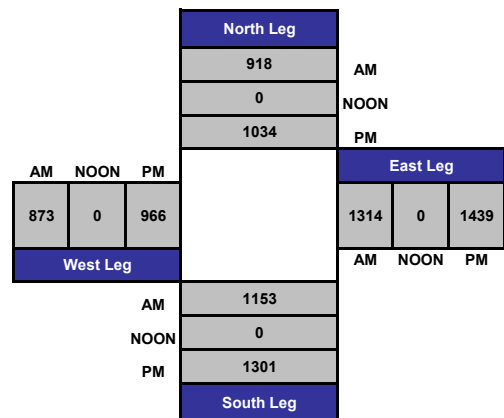 North Leg
918 AM
0 NOON
1034 PM
AM NOON PM
East Leg
873 0 966
1314 0 1439
West Leg
AM NOON PM
AM 1153
NOON 0
PM 1301
South Leg